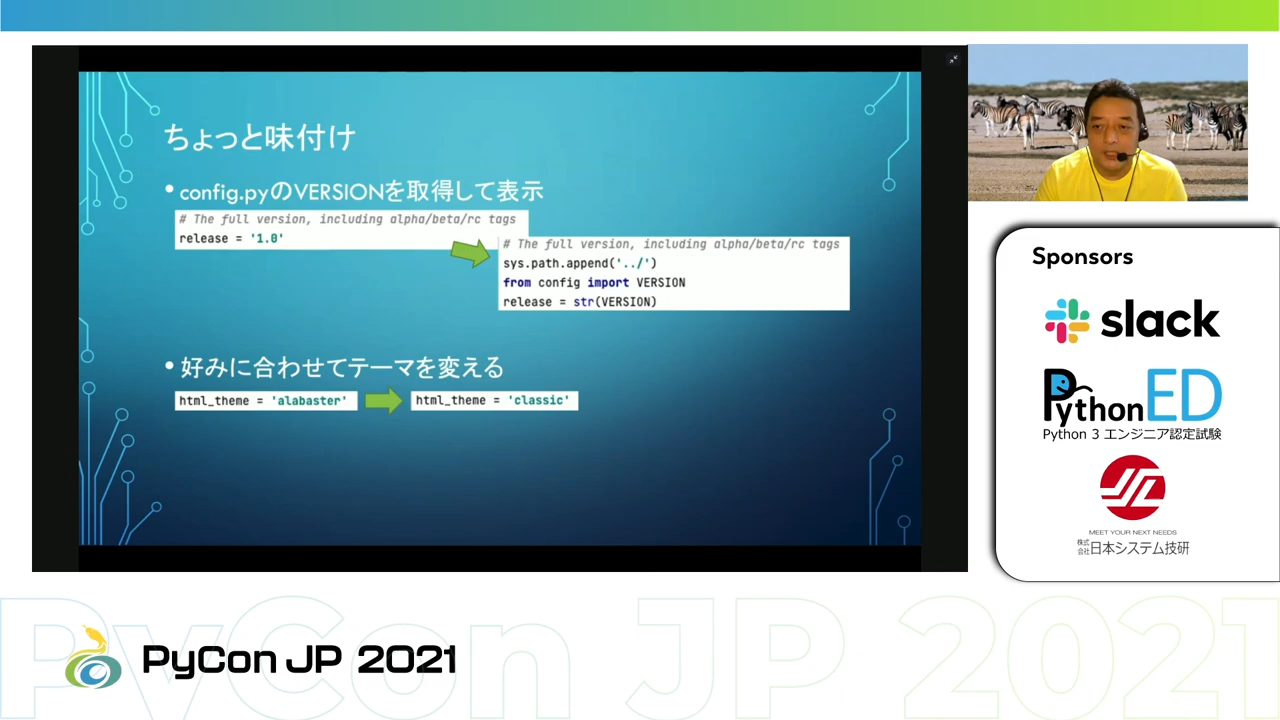 ちょっと味付け
• config.pyのVERSIONを取得して表示
# The full version, including alpha/beta/rc tags
release = '1.0'
# The full version, including alpha/beta/rc tags
sys.path.append('../')
from config import VERSION
release = str(VERSION)
• 好みに合わせてテーマを変える
html_theme = 'alabaster'
html_theme = 'classic'
Sponsors
slack
PythonED
Python 3 エンジニア認定試験
MEET YOUR NEXT NEEDS
株式会社日本システム技研
PyCon JP 2021
PyCon JP 2021